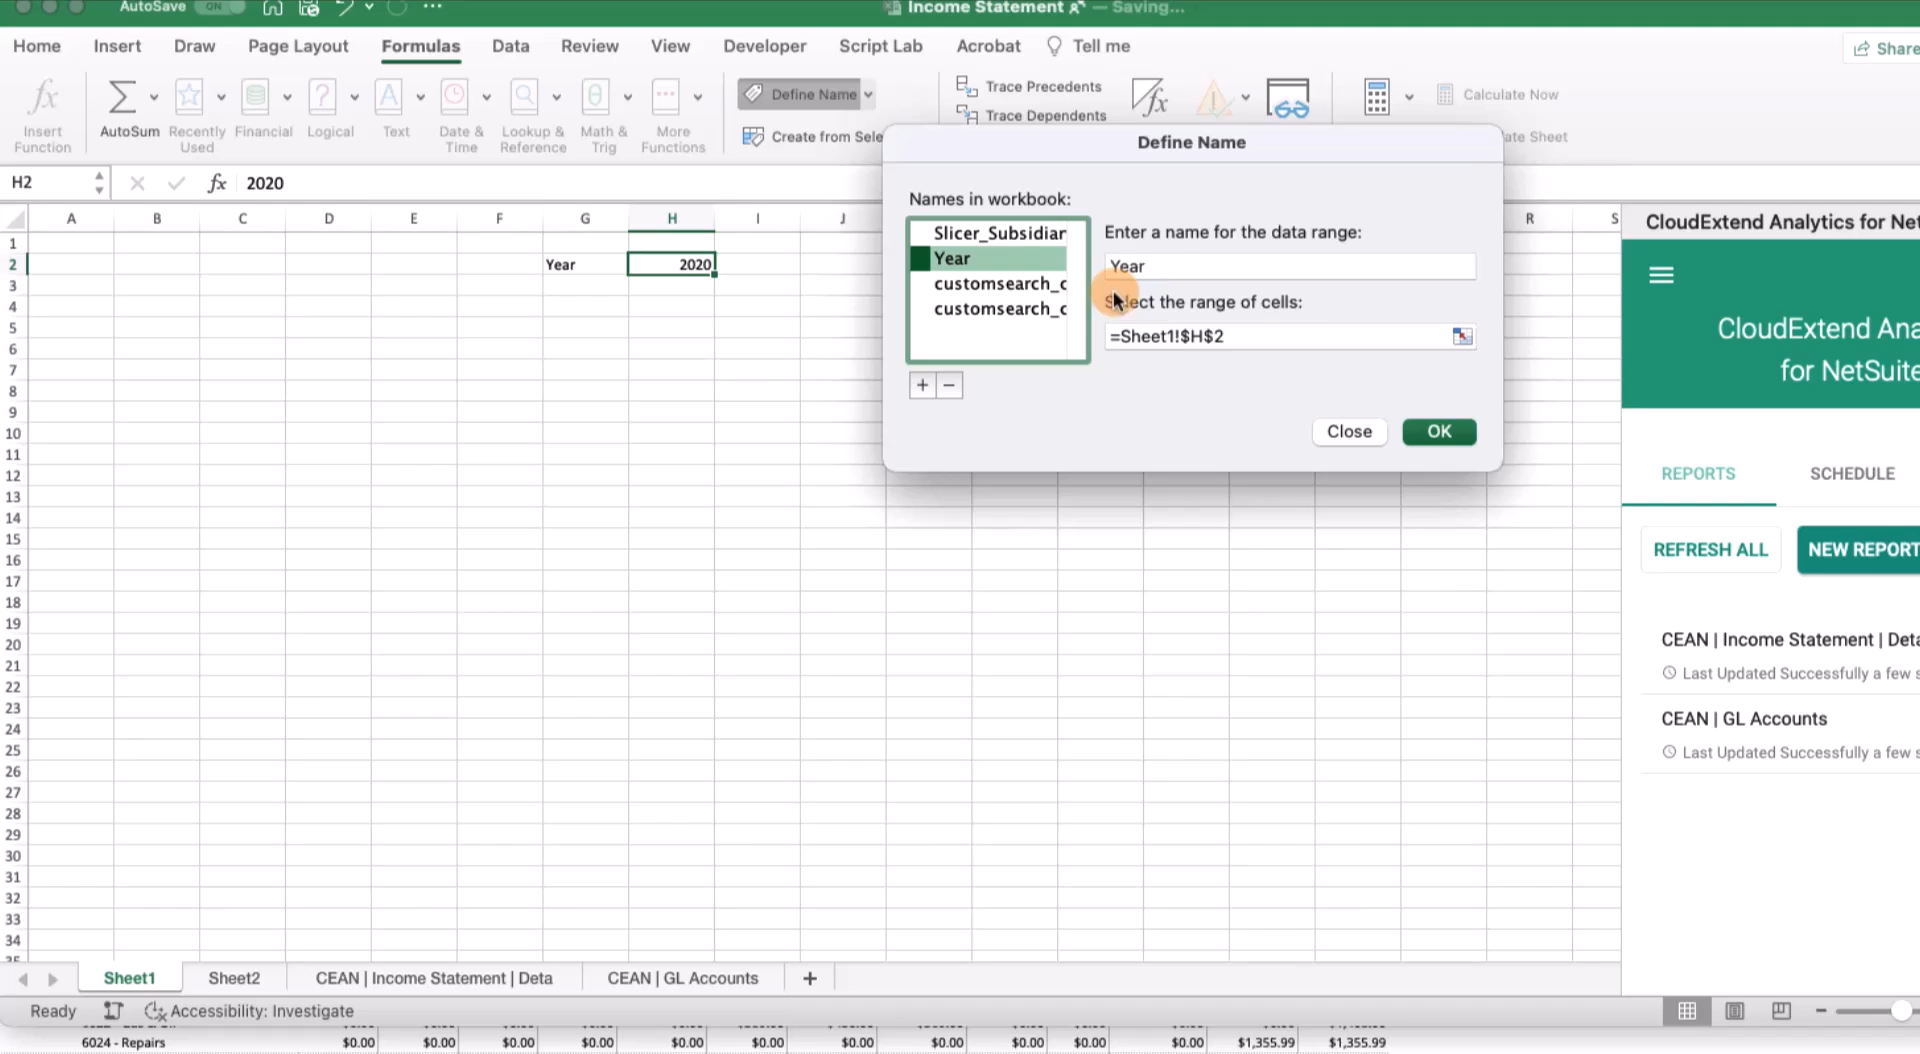 AutoSave ON
Income Statement — Saving...
Home Insert Draw Page Layout Formulas Data Review View Developer Script Lab Acrobat Tell me
Share
Insert Function
AutoSum
Recently Used
Financial
Logical
Text
Date & Time
Lookup & Reference
Math & Trig
More Functions
Define Name
Create from Sele
Trace Precedents
Trace Dependents
Calculate Now
ate Sheet
H2
fx 2020
A B C D E F G H I J R S
1
2 Year 2020
3
4
5
6
7
8
9
10
11
12
13
14
15
16
17
18
19
20
21
22
23
24
25
26
27
28
29
30
31
32
33
34
Define Name
Names in workbook:
Slicer_Subsidiar
Year
customsearch_c
customsearch_c
+ −
Enter a name for the data range:
Year
Select the range of cells:
=Sheet1!$H$2
Close OK
CloudExtend Analytics for Net
CloudExtend Ana
for NetSuite
REPORTS SCHEDULE
REFRESH ALL NEW REPORT
CEAN | Income Statement | Deta
Last Updated Successfully a few s
CEAN | GL Accounts
Last Updated Successfully a few s
Sheet1 Sheet2 CEAN | Income Statement | Deta CEAN | GL Accounts +
Ready Accessibility: Investigate
6024 - Repairs $0.00 $0.00 $0.00 $0.00 $0.00 $0.00 $0.00 $0.00 $0.00 $0.00 $0.00 $1,355.99 $1,355.99